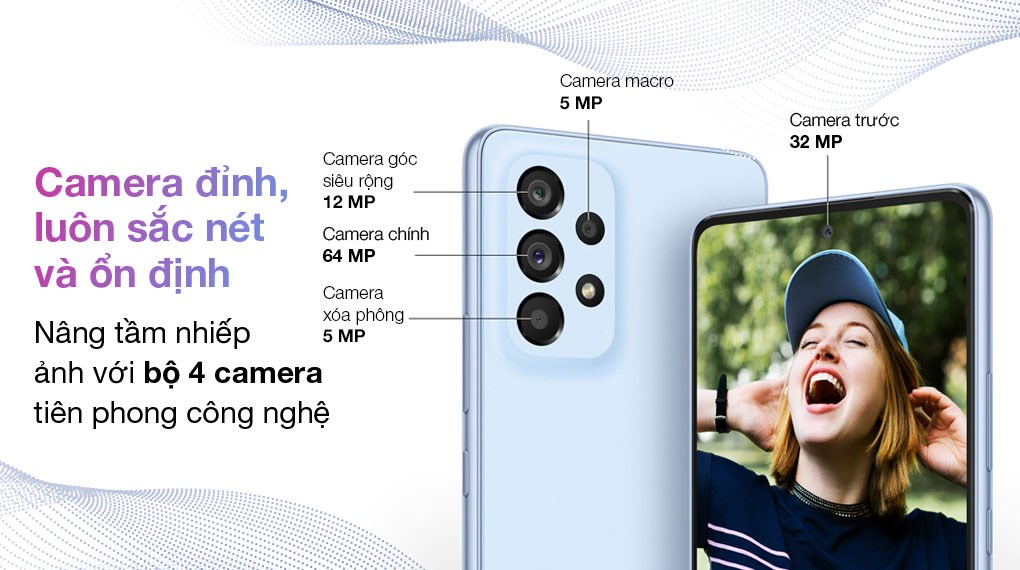 Camera đỉnh,
luôn sắc nét
và ổn định
Nâng tầm nhiếp
ảnh với bộ 4 camera
tiên phong công nghệ
Camera góc
siêu rộng
12 MP
Camera chính
64 MP
Camera
xóa phông
5 MP
Camera macro
5 MP
Camera trước
32 MP